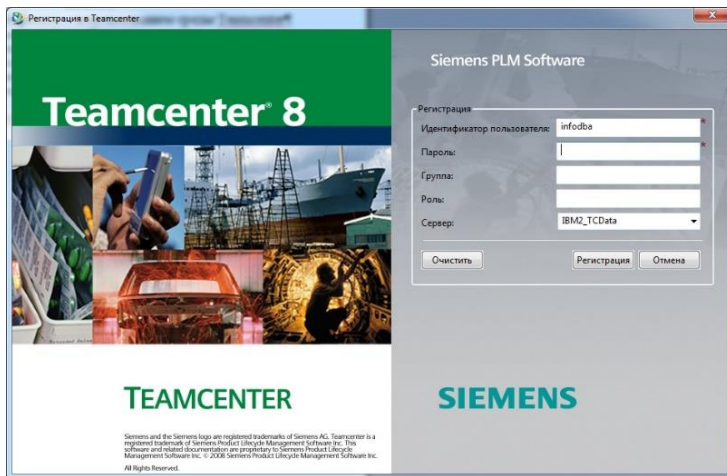 Регистрация в Teamcenter
Teamcenter® 8
Siemens PLM Software
Регистрация
Идентификатор пользователя: infodba *
Пароль: *
Группа:
Роль:
Сервер: IBM2_TCData
Очистить Регистрация Отмена
TEAMCENTER
SIEMENS
Siemens and the Siemens logo are registered trademarks of Siemens AG. Teamcenter is a
registered trademark of Siemens Product Lifecycle Management Software Inc. This
software and related documentation are proprietary to Siemens Product Lifecycle
Management Software Inc. © 2008 Siemens Product Lifecycle Management Software Inc.
All Rights Reserved.